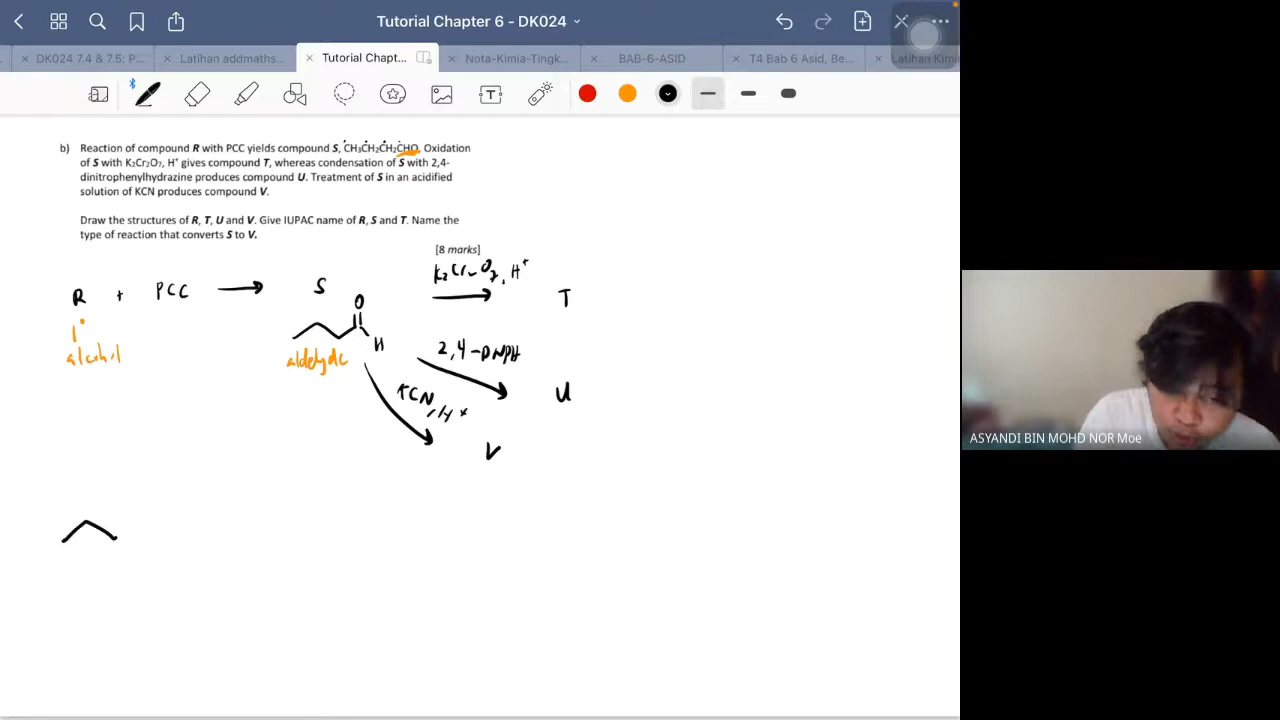 Tutorial Chapter 6 - DK024
DK024 7.4 & 7.5: P...
Latihan addmaths...
Tutorial Chapt...
Nota-Kimia-Tingk...
BAB-6-ASID
T4 Bab 6 Asid, Be...
Latihan Kimi
b) Reaction of compound R with PCC yields compound S, CH3CH2CH2CHO. Oxidation
of S with K2Cr2O7, H+ gives compound T, whereas condensation of S with 2,4-
dinitrophenylhydrazine produces compound U. Treatment of S in an acidified
solution of KCN produces compound V.
Draw the structures of R, T, U and V. Give IUPAC name of R, S and T. Name the
type of reaction that converts S to V.
[8 marks]
K2Cr2O7, H+
R + PCC → S → T
O
H
1°
alcohol
aldehyde
2,4-DNPH
U
KCN, H+
V
ASYANDI BIN MOHD NOR Moe